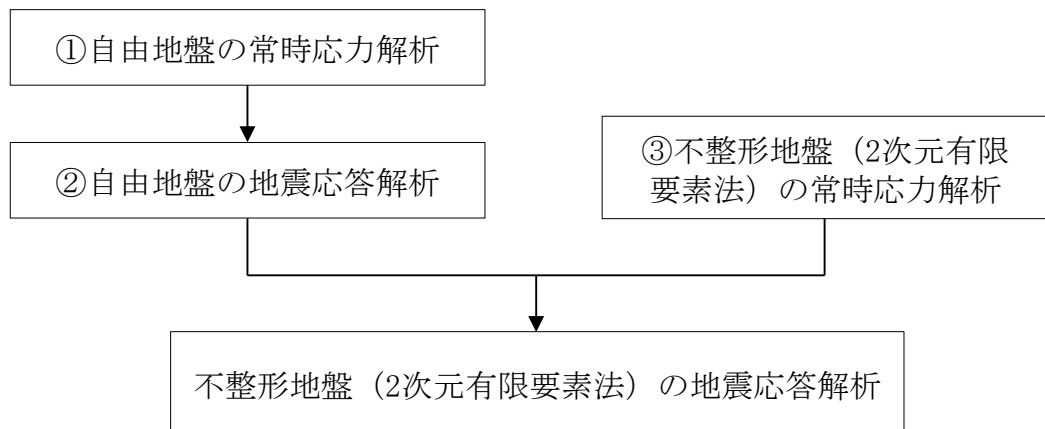 ①自由地盤の常時応力解析
②自由地盤の地震応答解析
③不整形地盤（2次元有限
要素法）の常時応力解析
不整形地盤（2次元有限要素法）の地震応答解析